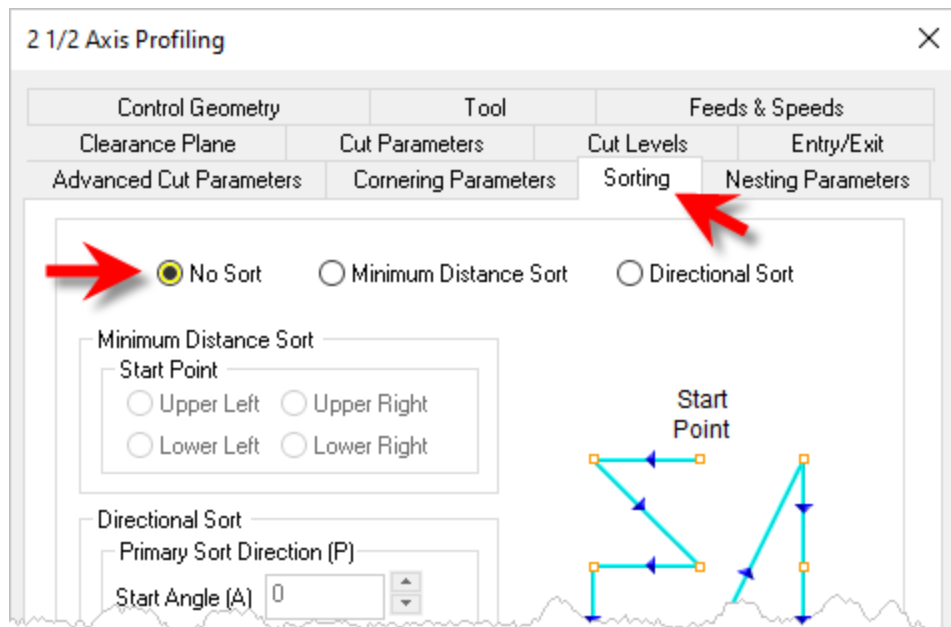 2 1/2 Axis Profiling
Control Geometry Tool Feeds & Speeds
Clearance Plane Cut Parameters Cut Levels Entry/Exit
Advanced Cut Parameters Cornering Parameters Sorting Nesting Parameters
No Sort Minimum Distance Sort Directional Sort
Minimum Distance Sort
Start Point
Upper Left Upper Right
Lower Left Lower Right
Start
Point
Directional Sort
Primary Sort Direction (P)
Start Angle (A) 0